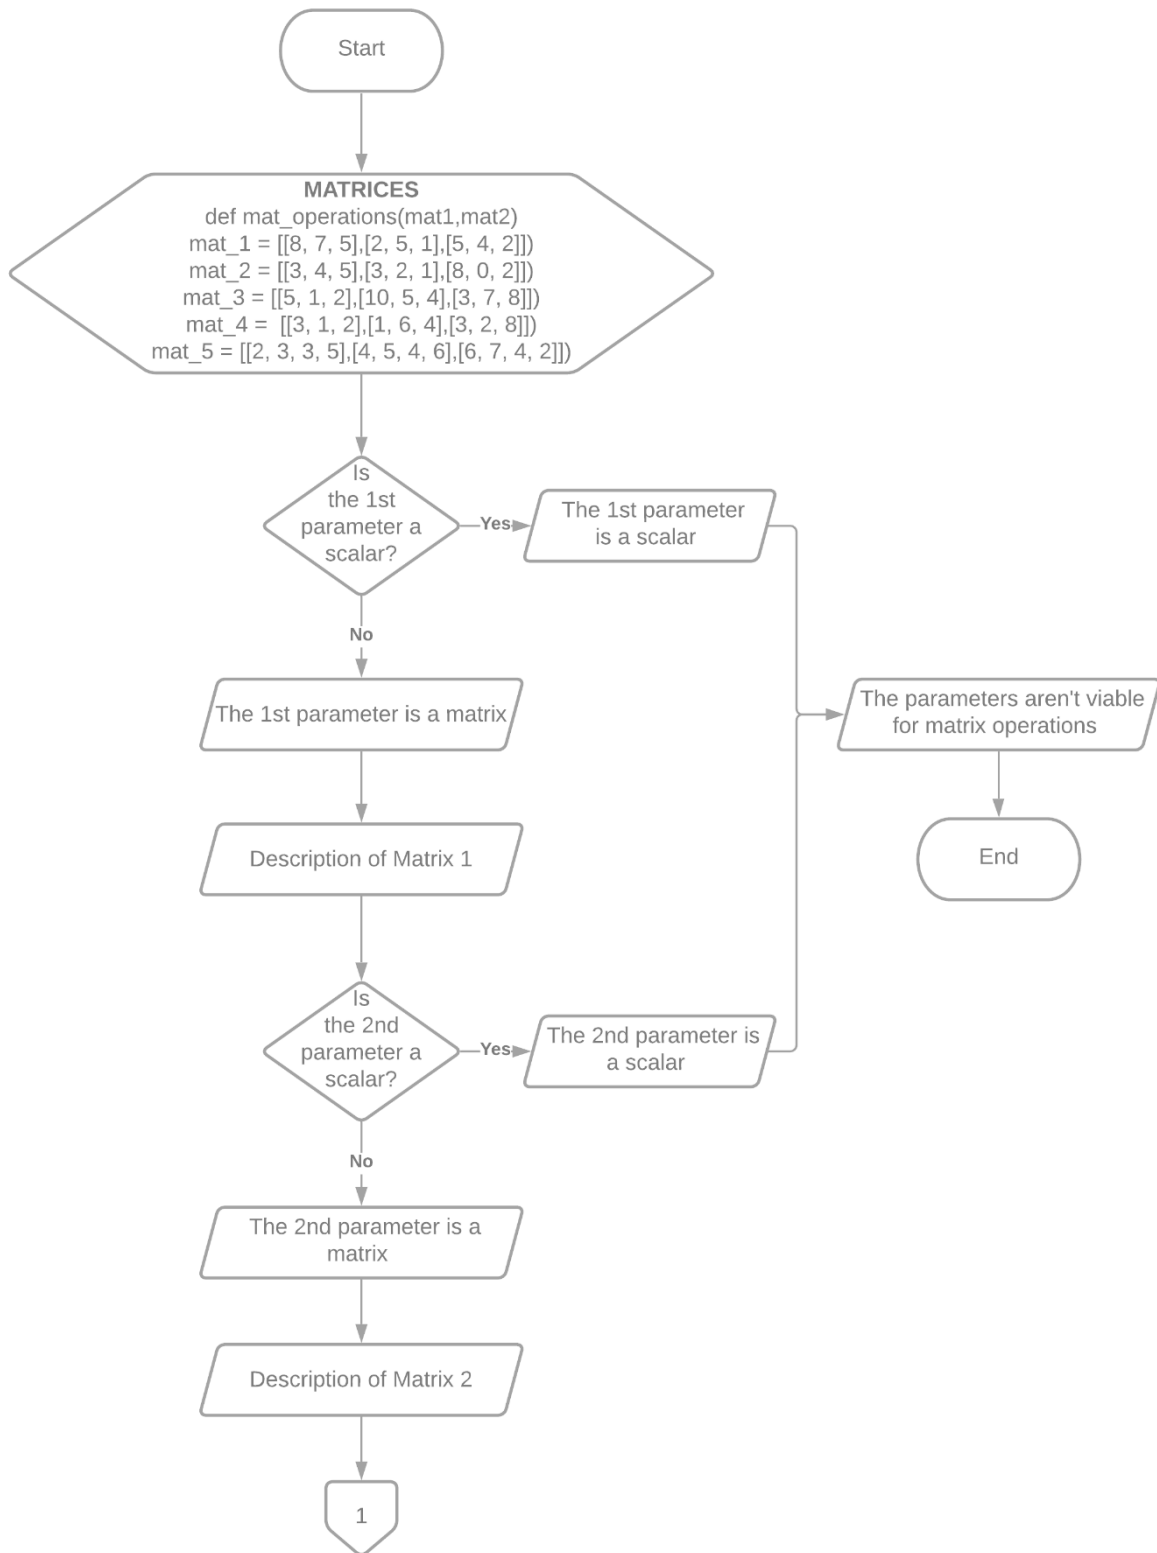 Start
MATRICES
def mat_operations(mat1,mat2)
mat_1 = [[8, 7, 5],[2, 5, 1],[5, 4, 2]])
mat_2 = [[3, 4, 5],[3, 2, 1],[8, 0, 2]])
mat_3 = [[5, 1, 2],[10, 5, 4],[3, 7, 8]])
mat_4 =  [[3, 1, 2],[1, 6, 4],[3, 2, 8]])
mat_5 = [[2, 3, 3, 5],[4, 5, 4, 6],[6, 7, 4, 2]])
Is
the 1st
parameter a
scalar?
Yes
The 1st parameter
is a scalar
No
The 1st parameter is a matrix
The parameters aren't viable
for matrix operations
Description of Matrix 1
End
Is
the 2nd
parameter a
scalar?
Yes
The 2nd parameter is
a scalar
No
The 2nd parameter is a
matrix
Description of Matrix 2
1